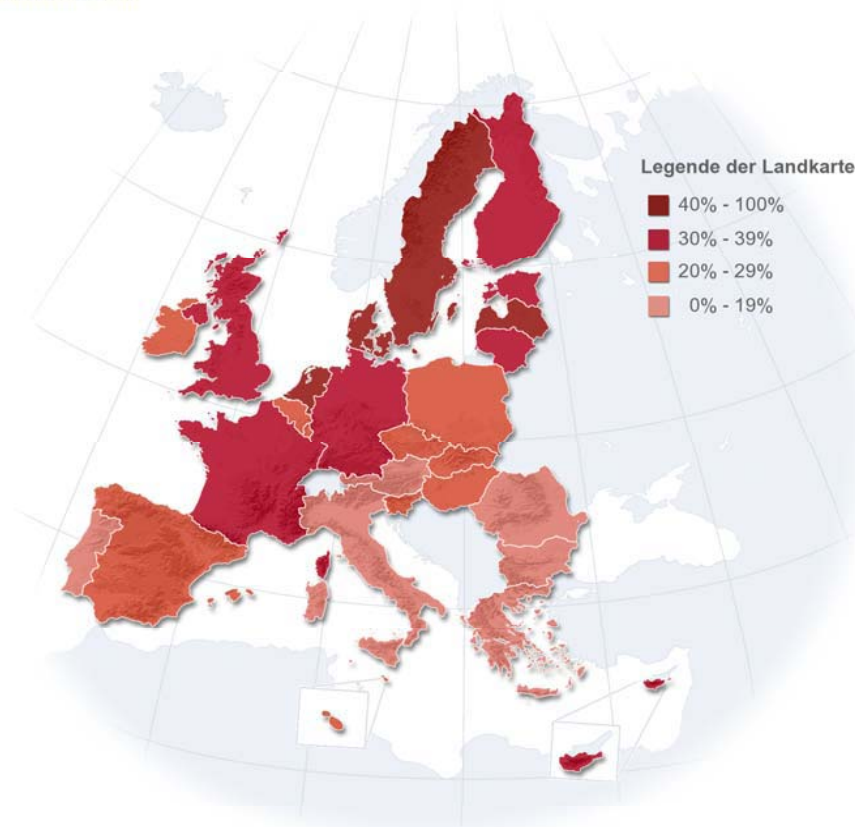 Legende der Landkarte
40% - 100%
30% - 39%
20% - 29%
0% - 19%